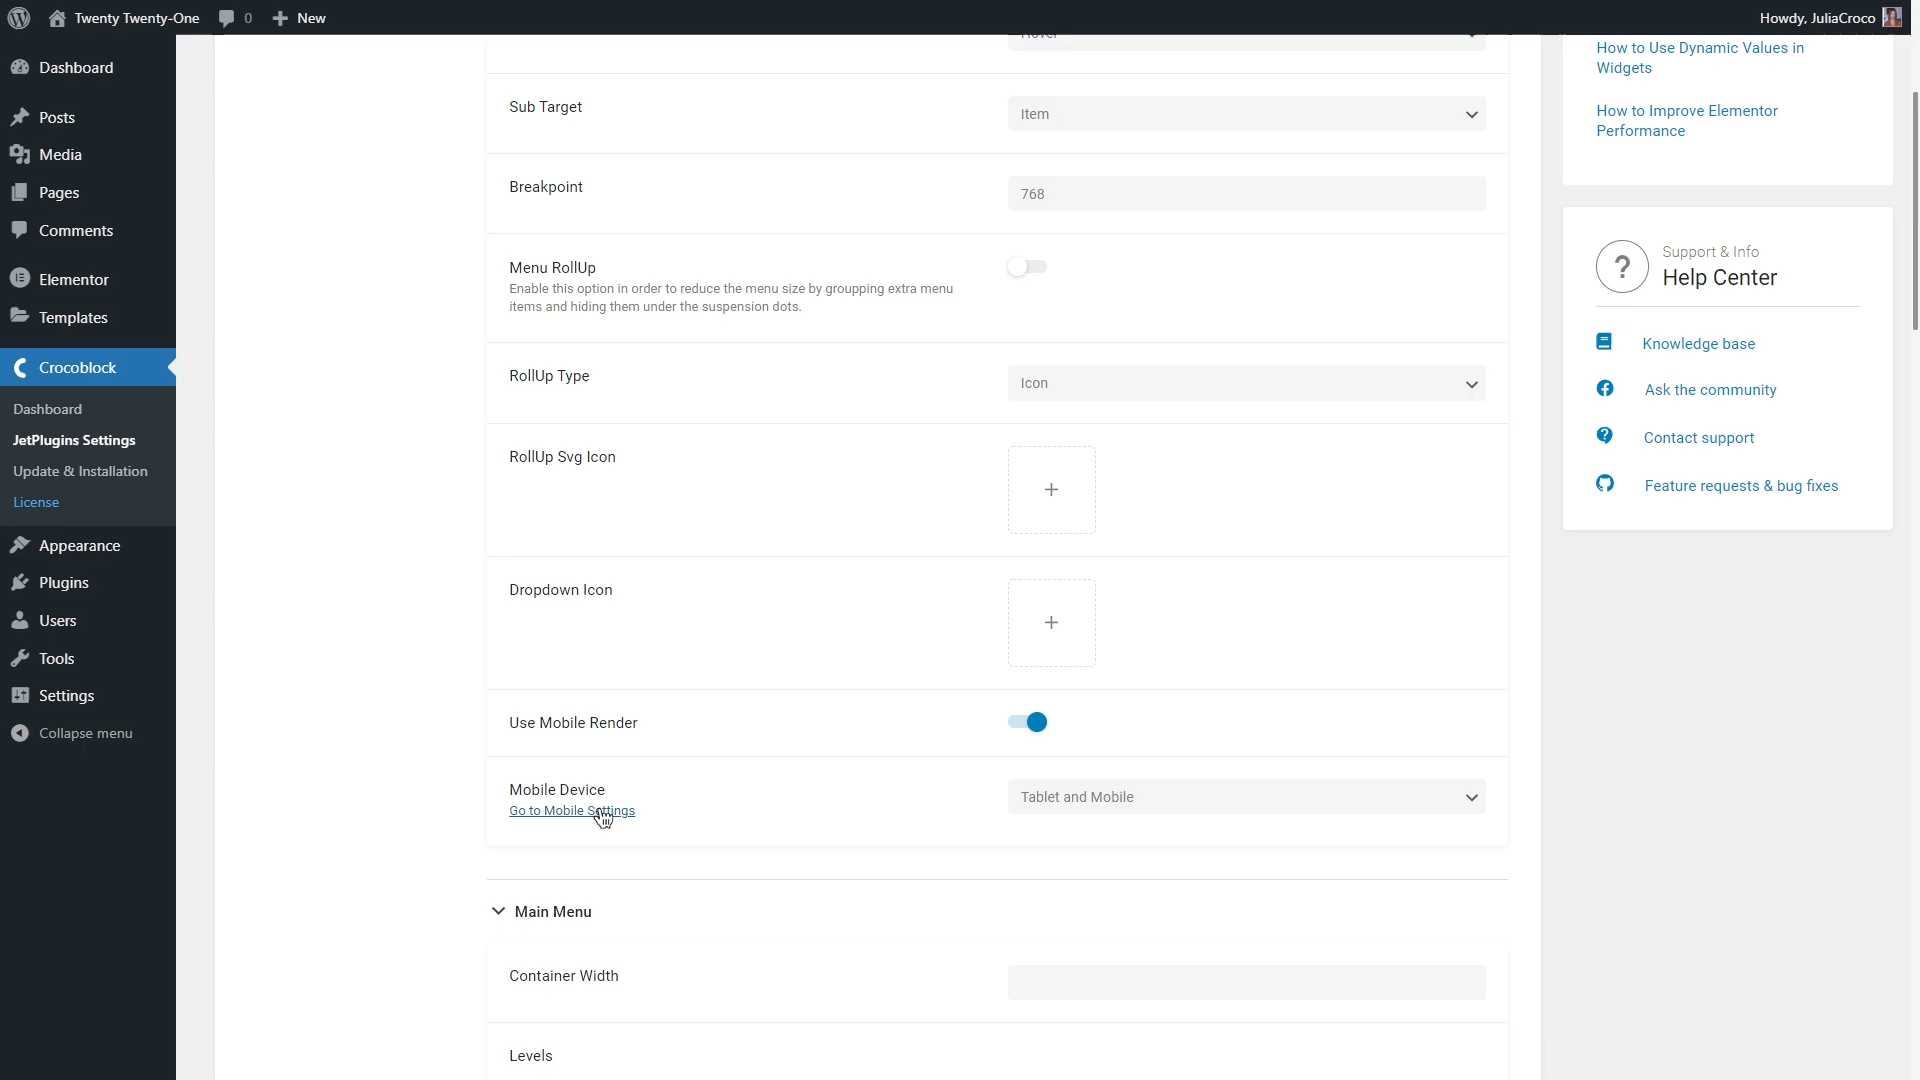 Twenty Twenty-One
0
New
Howdy, JuliaCroco
Dashboard
Posts
Media
Pages
Comments
Elementor
Templates
Crocoblock
Dashboard
JetPlugins Settings
Update & Installation
License
Appearance
Plugins
Users
Tools
Settings
Collapse menu
Hover
Sub Target
Item
Breakpoint
768
Menu RollUp
Enable this option in order to reduce the menu size by groupping extra menu
items and hiding them under the suspension dots.
RollUp Type
Icon
RollUp Svg Icon
Dropdown Icon
Use Mobile Render
Mobile Device
Go to Mobile Settings
Tablet and Mobile
Main Menu
Container Width
Levels
How to Use Dynamic Values in
Widgets
How to Improve Elementor
Performance
Support & Info
Help Center
Knowledge base
Ask the community
Contact support
Feature requests & bug fixes